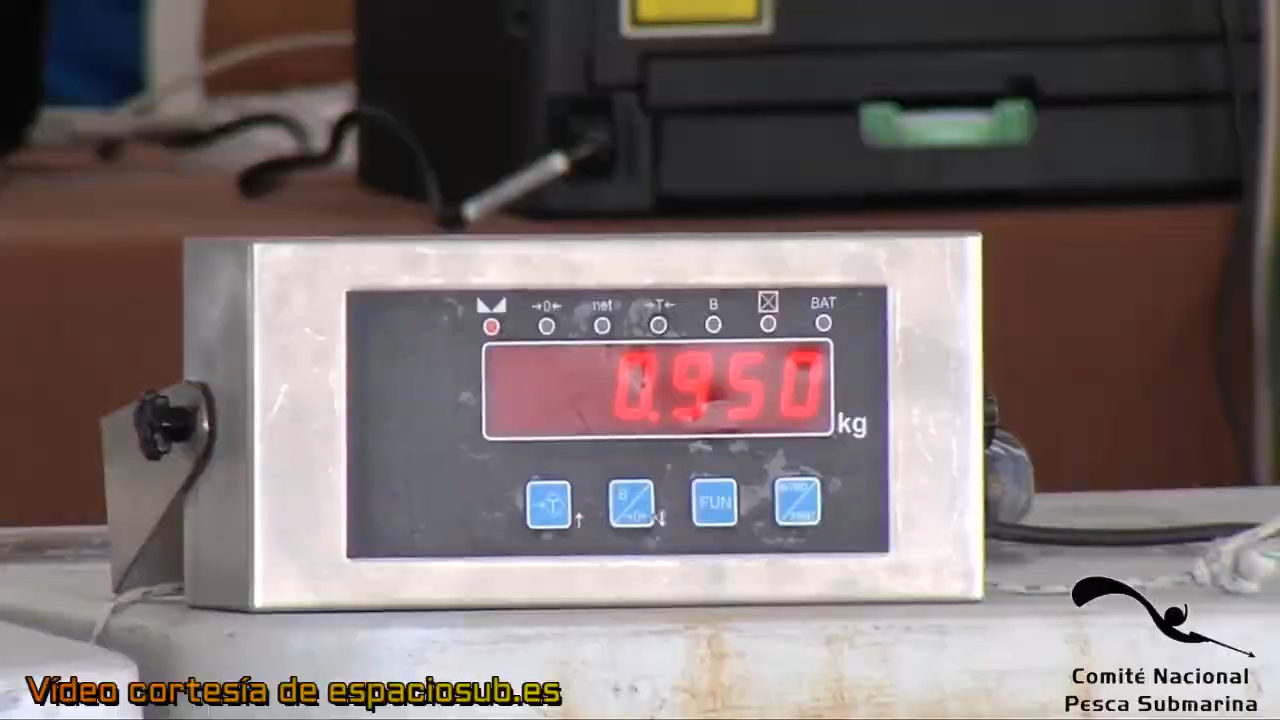 →0← net →T← B BAT
0.950
kg
FUN
Vídeo cortesía de espaciosub.es
Comité Nacional
Pesca Submarina